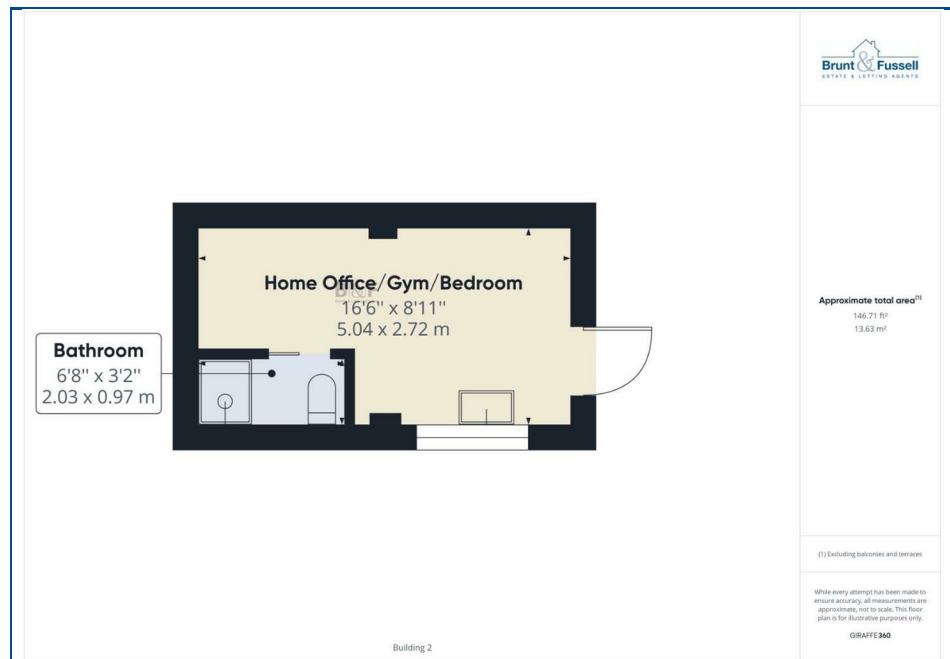 Brunt & Fussell
ESTATE & LETTING AGENTS
Home Office/Gym/Bedroom
B&F
16'6" x 8'11"
5.04 x 2.72 m
Bathroom
6'8" x 3'2"
2.03 x 0.97 m
Approximate total area(1)
146.71 ft²
13.63 m²
(1) Excluding balconies and terraces
While every attempt has been made to
ensure accuracy, all measurements are
approximate, not to scale. This floor
plan is for illustrative purposes only.
GIRAFFE360
Building 2